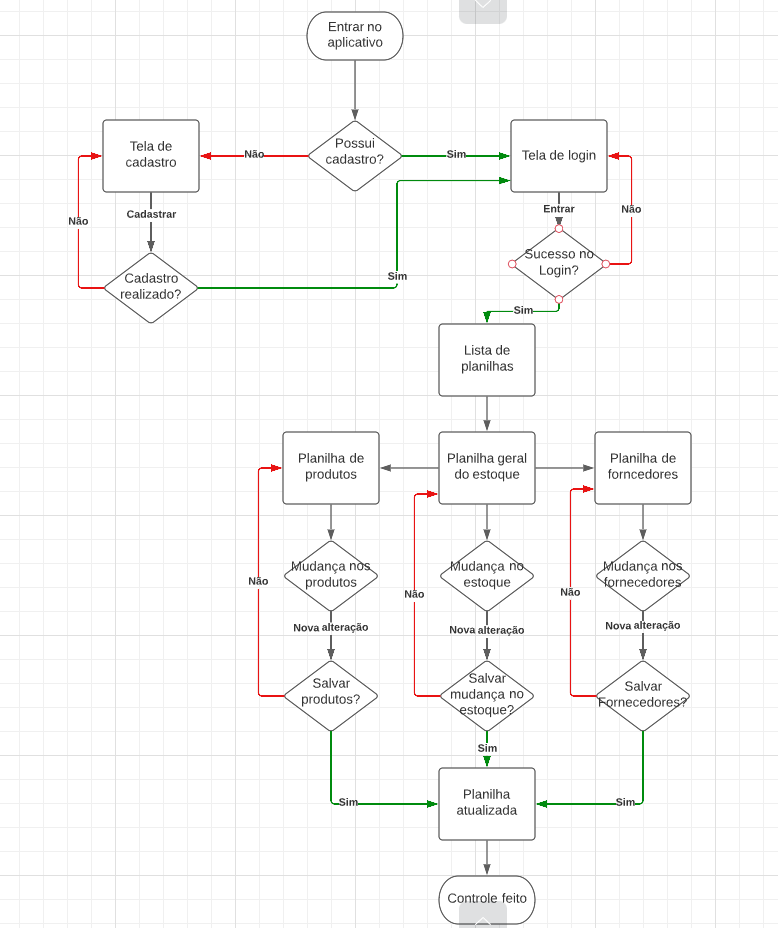 Entrar no
aplicativo
Possui
cadastro?
Não
Sim
Tela de
cadastro
Tela de login
Cadastrar
Entrar
Não
Não
Cadastro
realizado?
Sim
Sucesso no
Login?
Sim
Lista de
planilhas
Planilha de
produtos
Planilha geral
do estoque
Planilha de
forncedores
Mudança nos
produtos
Mudança no
estoque
Mudança nos
fornecedores
Não
Não
Não
Nova alteração
Nova alteração
Nova alteração
Salvar
produtos?
Salvar
mudança no
estoque?
Salvar
Fornecedores?
Sim
Sim
Sim
Planilha
atualizada
Controle feito